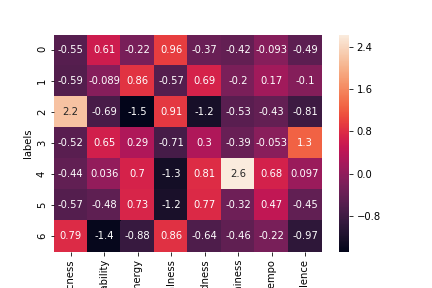 0 -0.55 0.61 -0.22 0.96 -0.37 -0.42 -0.093 -0.49
1 -0.59 -0.089 0.86 -0.57 0.69 -0.2 0.17 -0.1
2 2.2 -0.69 -1.5 0.91 -1.2 -0.53 -0.43 -0.81
3 -0.52 0.65 0.29 -0.71 0.3 -0.39 -0.053 1.3
4 -0.44 0.036 0.7 -1.3 0.81 2.6 0.68 0.097
5 -0.57 -0.48 0.73 -1.2 0.77 -0.32 0.47 -0.45
6 0.79 -1.4 -0.88 0.86 -0.64 -0.46 -0.22 -0.97
labels
cness
ability
nergy
lness
dness
iness
empo
lence
2.4
1.6
0.8
0.0
−0.8